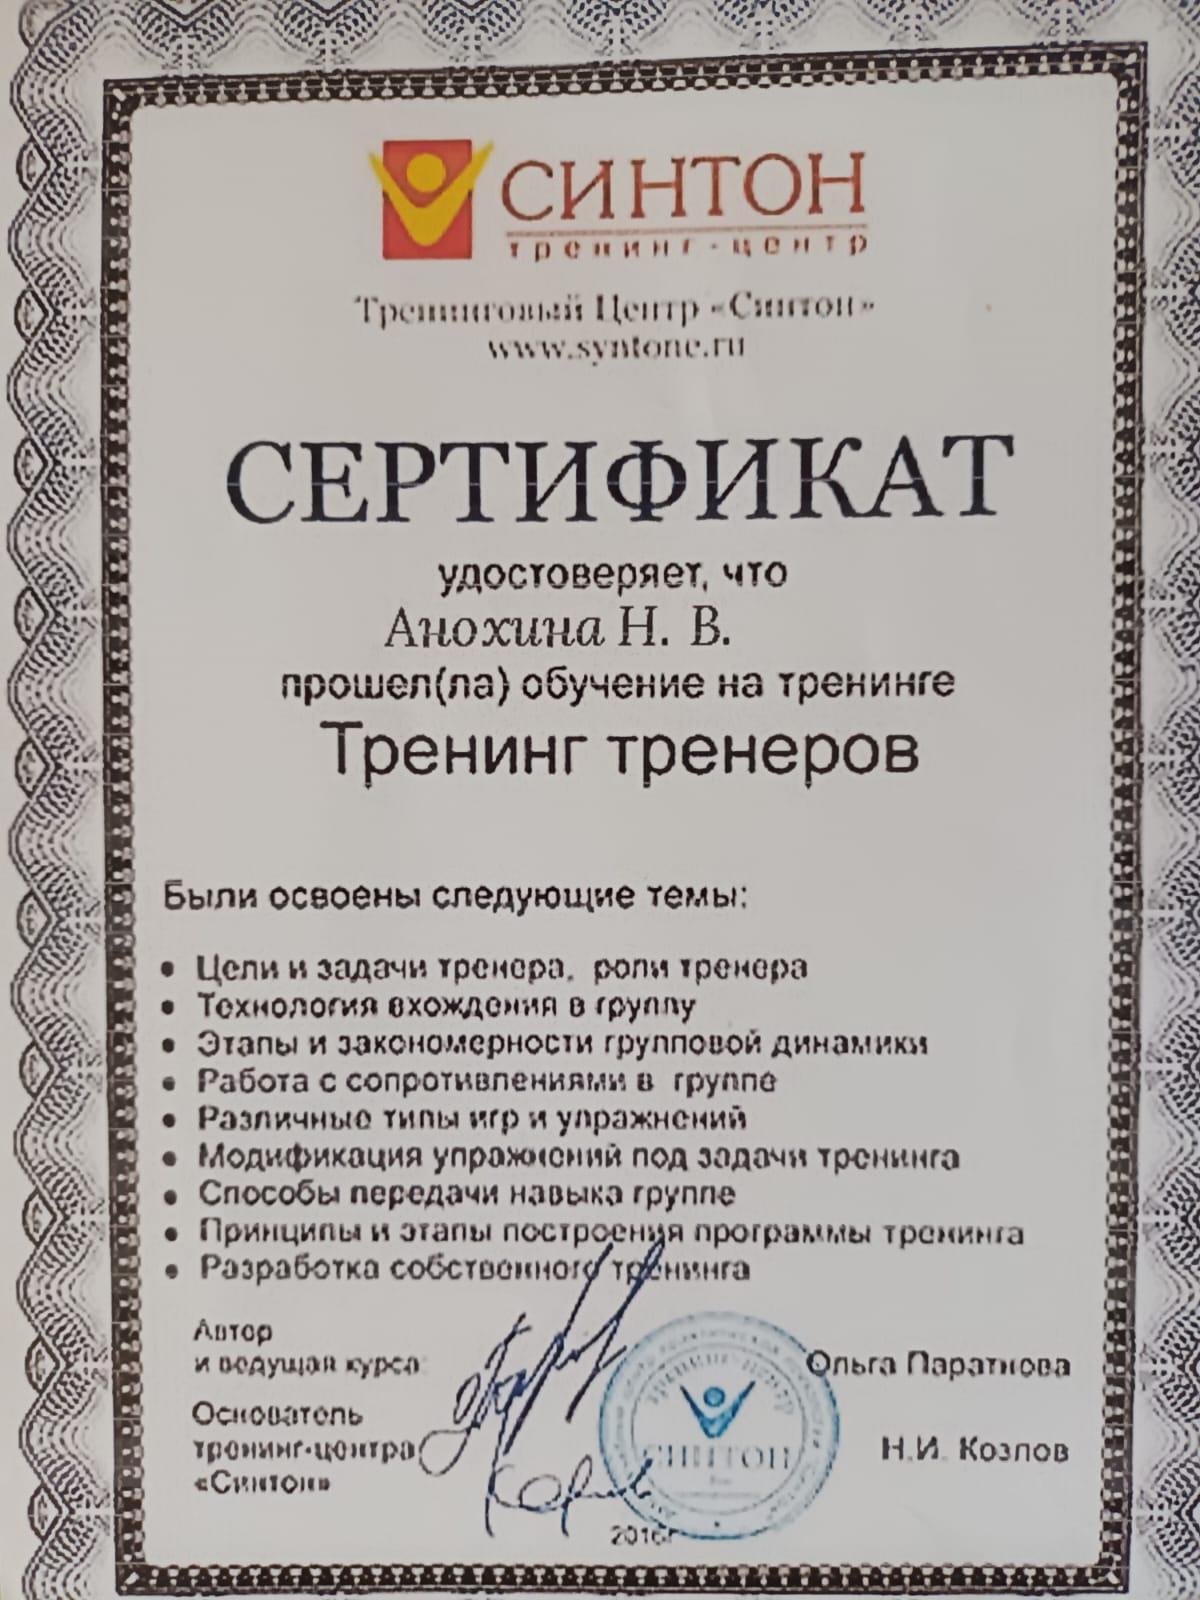 СИНТОН
тренинг-центр
Тренинговый Центр «Синтон»
www.syntone.ru
СЕРТИФИКАТ
удостоверяет, что
Анохина Н. В.
прошел(ла) обучение на тренинге
Тренинг тренеров
Были освоены следующие темы:
• Цели и задачи тренера, роли тренера
• Технология вхождения в группу
• Этапы и закономерности групповой динамики
• Работа с сопротивлениями в группе
• Различные типы игр и упражнений
• Модификация упражнений под задачи тренинга
• Способы передачи навыка группе
• Принципы и этапы построения программы тренинга
• Разработка собственного тренинга
Автор
и ведущая курса:
Ольга Паратнова
Основатель
тренинг-центра
«Синтон»
Н.И. Козлов
тренинг-центр
СИНТОН
2016г